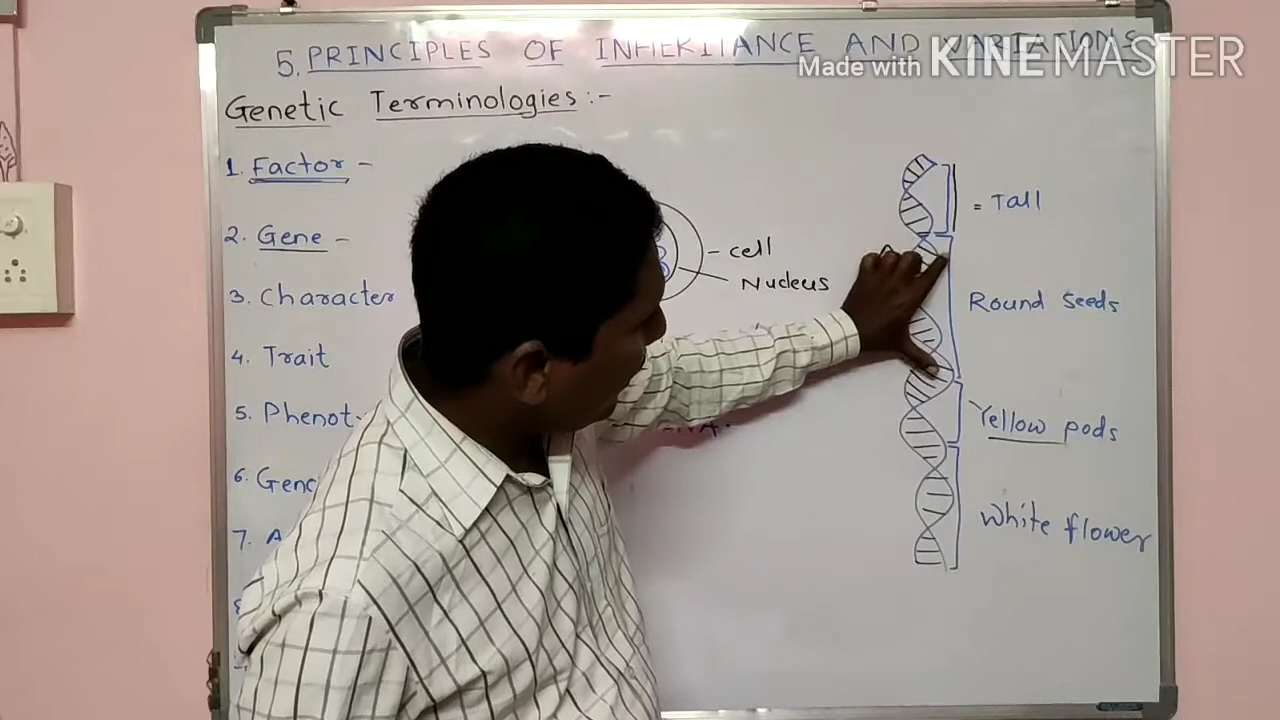 5. PRINCIPLES OF INHERITANCE AND VARIATIONS
Made with KINEMASTER
Genetic Terminologies :-
1. Factor -
2. Gene -
3. Character
4. Trait
5. Phenot
6. Geno
7. A
cell
Nucleus
= Tall
Round Seeds
Yellow pods
White flower